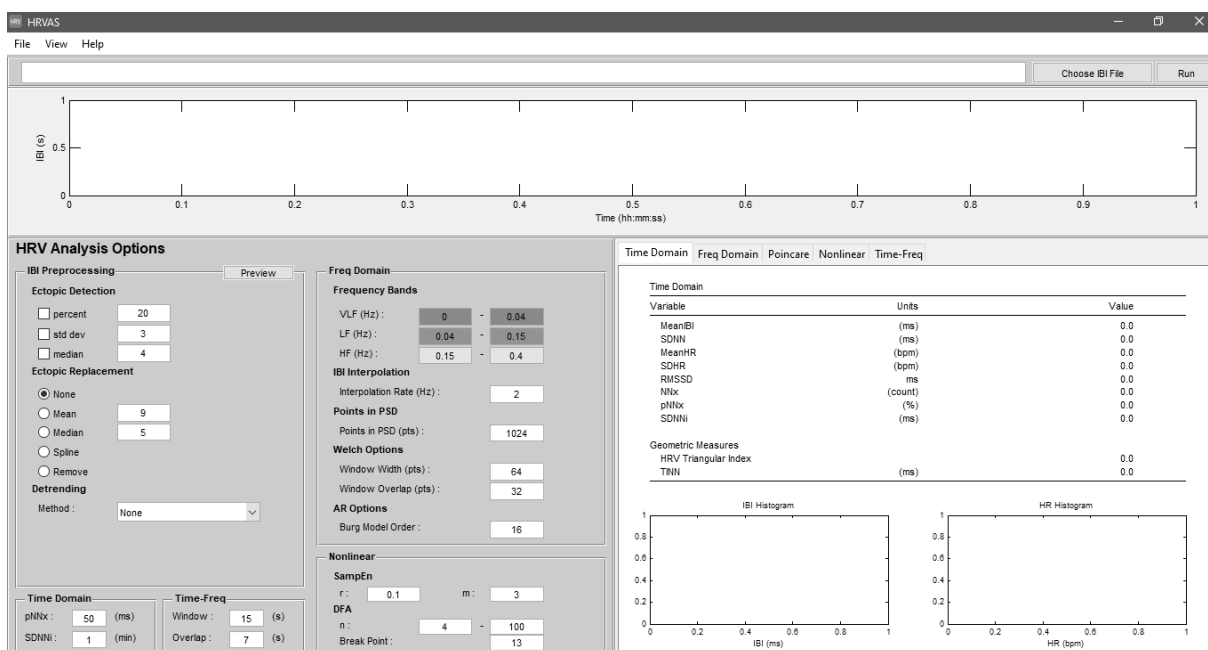 HRV HRVAS
File View Help
Choose IBI File Run
1
0.5
0
IBI (s)
0 0.1 0.2 0.3 0.4 0.5 0.6 0.7 0.8 0.9 1
Time (hh:mm:ss)
HRV Analysis Options
IBI Preprocessing Preview
Ectopic Detection
percent 20
std dev 3
median 4
Ectopic Replacement
None
Mean 9
Median 5
Spline
Remove
Detrending
Method : None
Time Domain
pNNx : 50 (ms)
SDNNi : 1 (min)
Time-Freq
Window : 15 (s)
Overlap : 7 (s)
Freq Domain
Frequency Bands
VLF (Hz) : 0 - 0.04
LF (Hz) : 0.04 - 0.15
HF (Hz) : 0.15 - 0.4
IBI Interpolation
Interpolation Rate (Hz) : 2
Points in PSD
Points in PSD (pts) : 1024
Welch Options
Window Width (pts) : 64
Window Overlap (pts) : 32
AR Options
Burg Model Order : 16
Nonlinear
SampEn
r : 0.1 m : 3
DFA
n : 4 - 100
Break Point : 13
Time Domain Freq Domain Poincare Nonlinear Time-Freq
Time Domain
Variable Units Value
MeanIBI (ms) 0.0
SDNN (ms) 0.0
MeanHR (bpm) 0.0
SDHR (bpm) 0.0
RMSSD ms 0.0
NNx (count) 0.0
pNNx (%) 0.0
SDNNi (ms) 0.0
Geometric Measures
HRV Triangular Index 0.0
TINN (ms) 0.0
IBI Histogram
1
0.8
0.6
0.4
0.2
0
0 0.2 0.4 0.6 0.8 1
IBI (ms)
HR Histogram
1
0.8
0.6
0.4
0.2
0
0 0.2 0.4 0.6 0.8 1
HR (bpm)